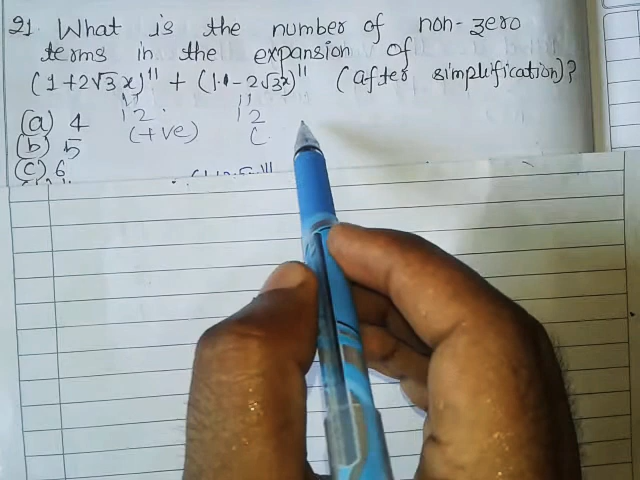 21. What is the number of non-zero
terms in the expansion of
(1+2√3x)¹¹ + (1-2√3x)¹¹ (after simplification)?
(a) 4 12 12
(b) 5 (+ve) (
(c) 6